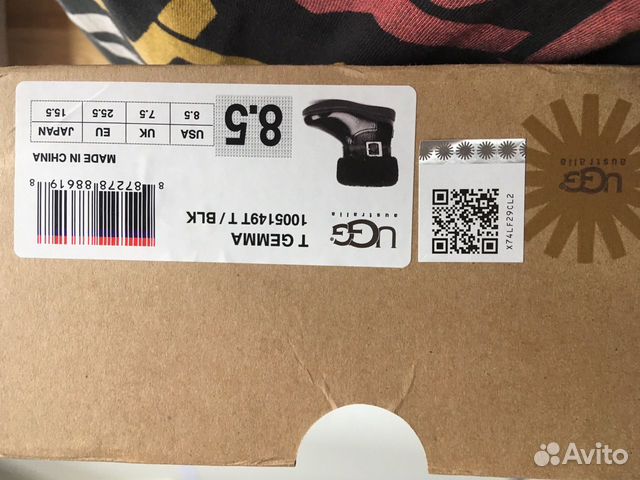 UGG
australia
T GEMMA
1005149T T / BLK
8 87278 88619 8
MADE IN CHINA
8.5
USA UK EU JAPAN
8.5 7.5 25.5 15.5
X74LF29CL2
UGG
australia
Avito